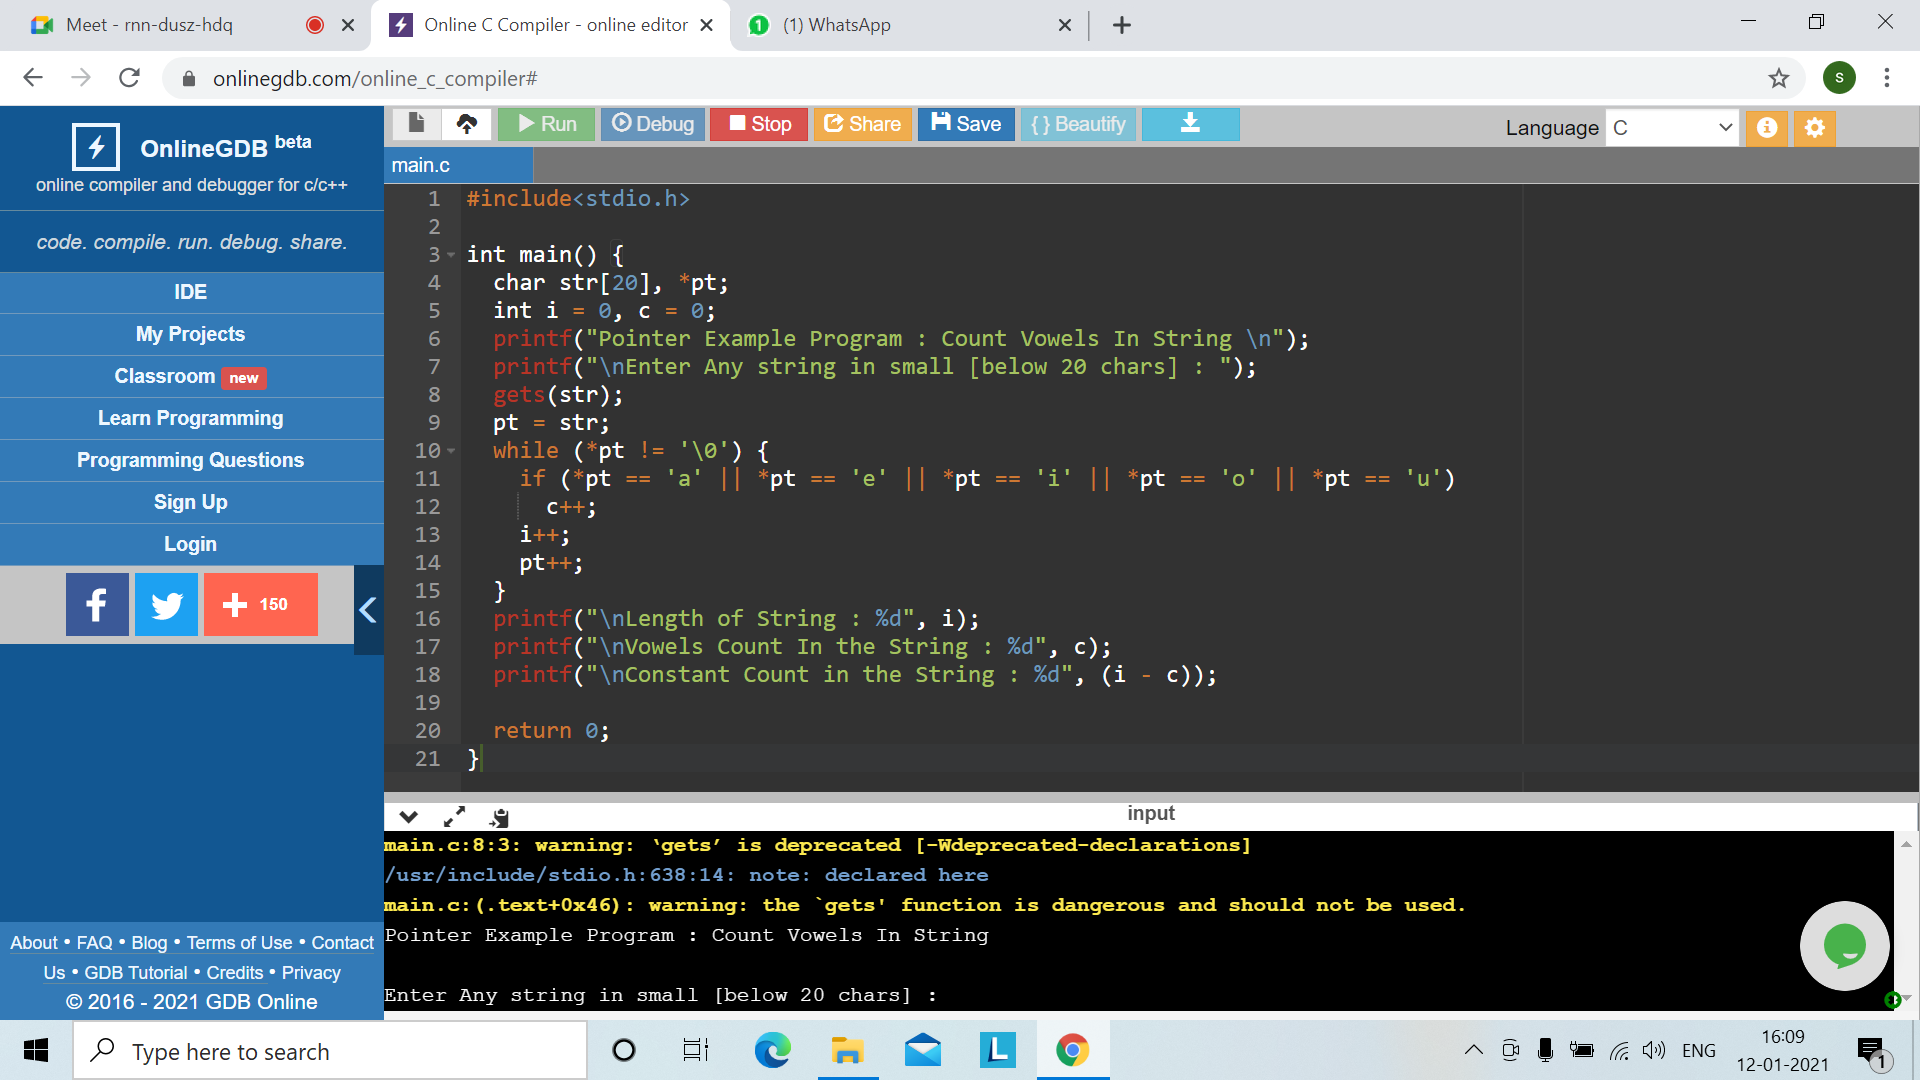 Meet - rnn-dusz-hdq
Online C Compiler - online editor
1 (1) WhatsApp
onlinegdb.com/online_c_compiler#
S
OnlineGDB beta
online compiler and debugger for c/c++
code. compile. run. debug. share.
IDE
My Projects
Classroom new
Learn Programming
Programming Questions
Sign Up
Login
f
+ 150
About • FAQ • Blog • Terms of Use • Contact
Us • GDB Tutorial • Credits • Privacy
© 2016 - 2021 GDB Online
Run Debug Stop Share Save { } Beautify
Language C
main.c
1 #include<stdio.h>
2
3 int main() {
4 char str[20], *pt;
5 int i = 0, c = 0;
6 printf("Pointer Example Program : Count Vowels In String \n");
7 printf("\nEnter Any string in small [below 20 chars] : ");
8 gets(str);
9 pt = str;
10 while (*pt != '\0') {
11 if (*pt == 'a' || *pt == 'e' || *pt == 'i' || *pt == 'o' || *pt == 'u')
12 c++;
13 i++;
14 pt++;
15 }
16 printf("\nLength of String : %d", i);
17 printf("\nVowels Count In the String : %d", c);
18 printf("\nConstant Count in the String : %d", (i - c));
19
20 return 0;
21 }
input
main.c:8:3: warning: ‘gets’ is deprecated [-Wdeprecated-declarations]
/usr/include/stdio.h:638:14: note: declared here
main.c:(.text+0x46): warning: the `gets' function is dangerous and should not be used.
Pointer Example Program : Count Vowels In String
Enter Any string in small [below 20 chars] :
Type here to search
L
ENG
16:09
12-01-2021
1